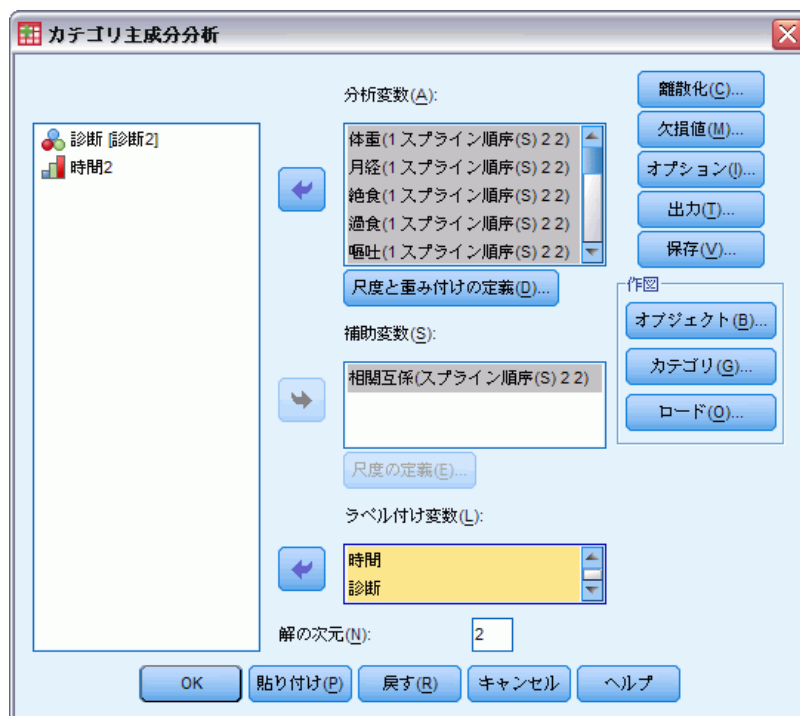 カテゴリ主成分分析
診断 [診断2]
時間2
分析変数(A):
体重(1 スプライン順序(S) 2 2)
月経(1 スプライン順序(S) 2 2)
絶食(1 スプライン順序(S) 2 2)
過食(1 スプライン順序(S) 2 2)
嘔吐(1 スプライン順序(S) 2 2)
尺度と重み付けの定義(D)...
補助変数(S):
相関互係(スプライン順序(S) 2 2)
尺度の定義(E)...
ラベル付け変数(L):
時間
診断
解の次元(N):
2
離散化(C)...
欠損値(M)...
オプション(I)...
出力(T)...
保存(V)...
作図
オブジェクト(B)...
カテゴリ(G)...
ロード(O)...
OK
貼り付け(P)
戻す(R)
キャンセル
ヘルプ